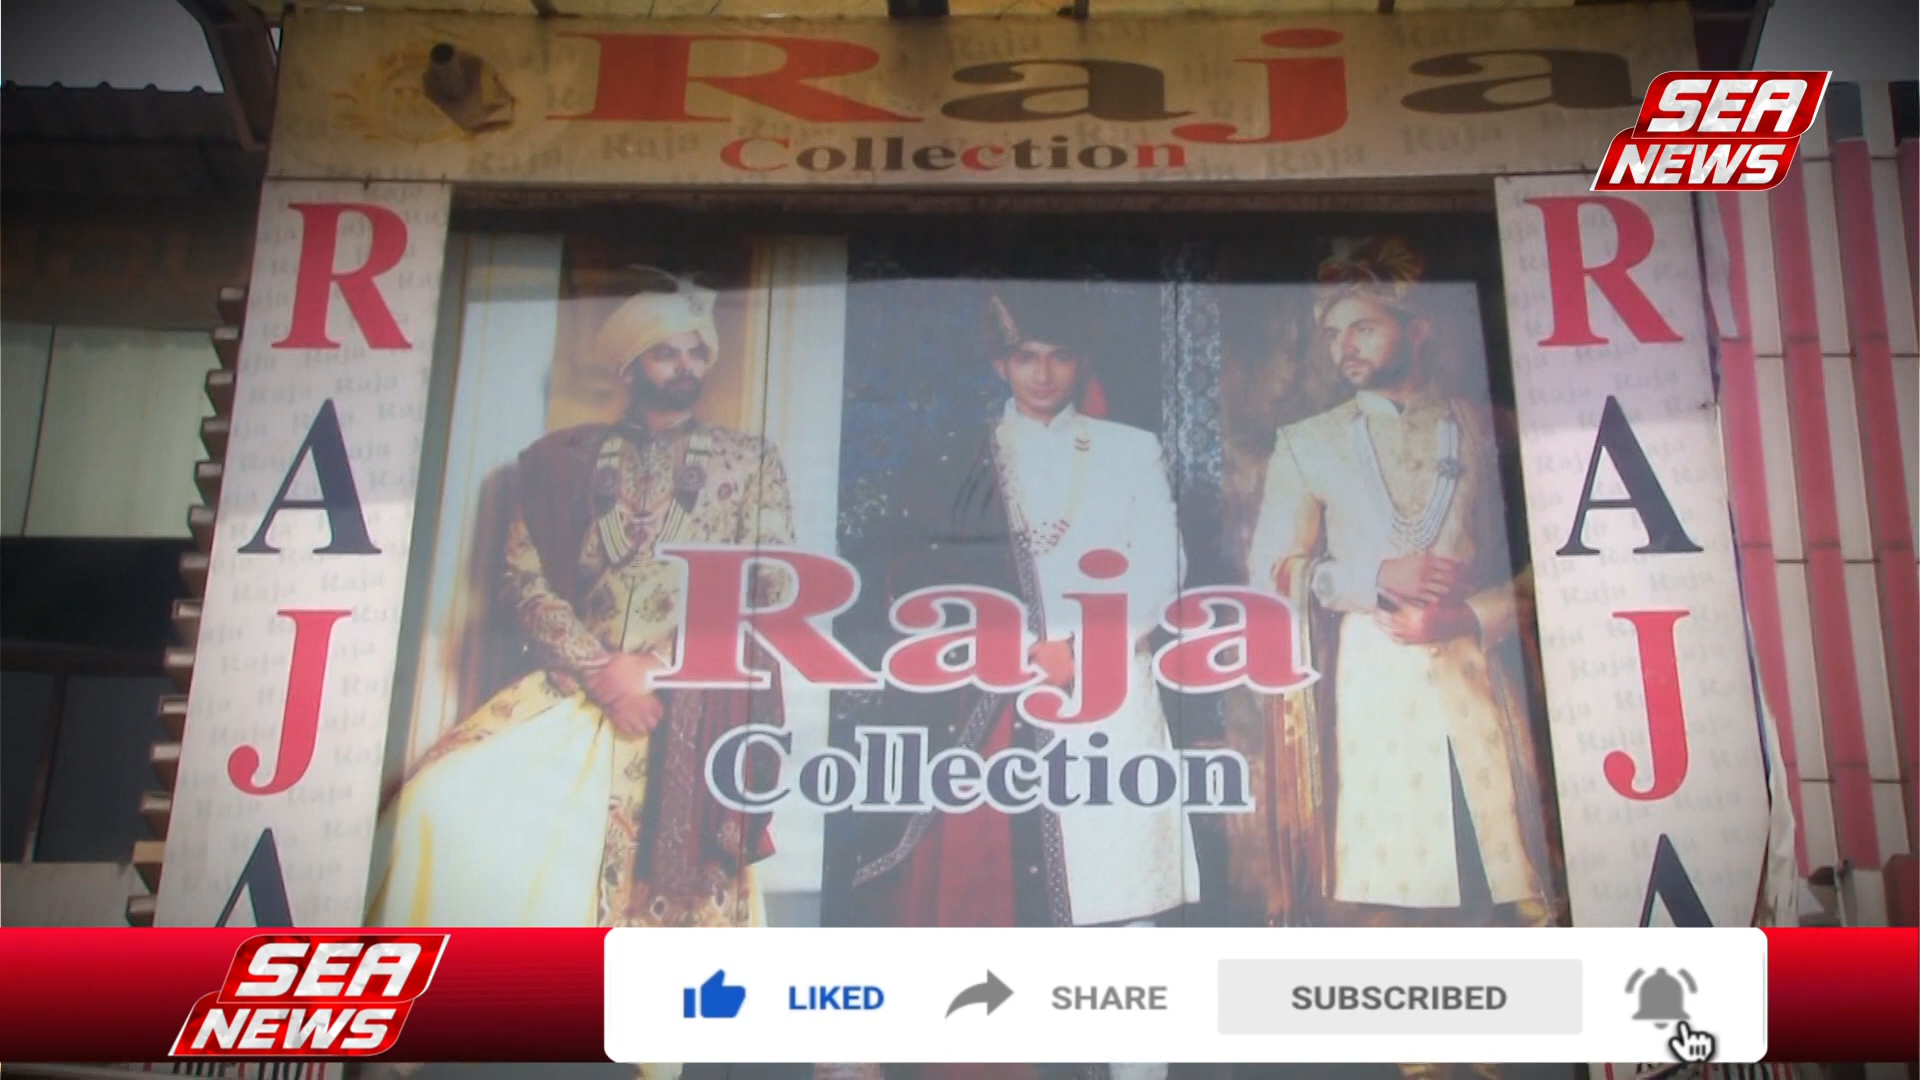 Raja
Collection
SEA
NEWS
R
A
J
A
R
A
J
A
Raja
Collection
SEA
NEWS
LIKED
SHARE
SUBSCRIBED